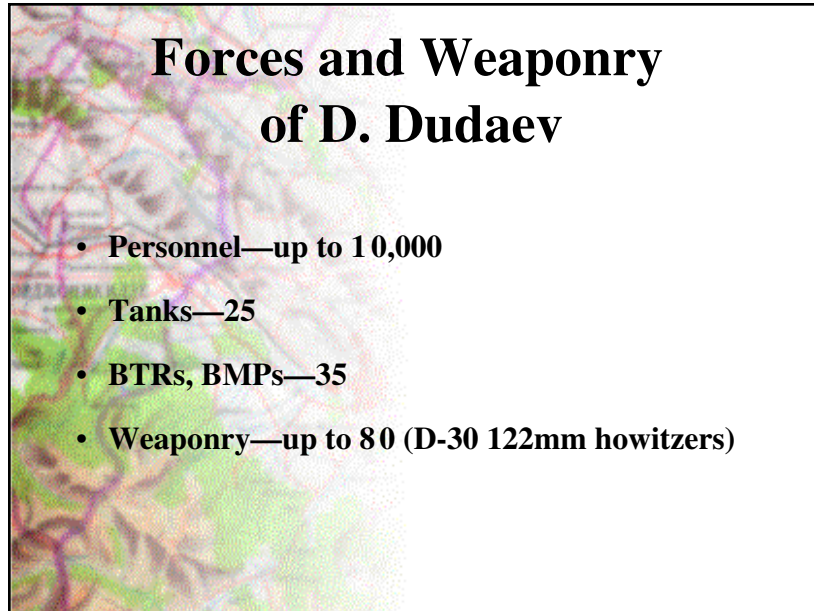 Forces and Weaponry
of D. Dudaev
• Personnel—up to 10,000
• Tanks—25
• BTRs, BMPs—35
• Weaponry—up to 80 (D-30 122mm howitzers)